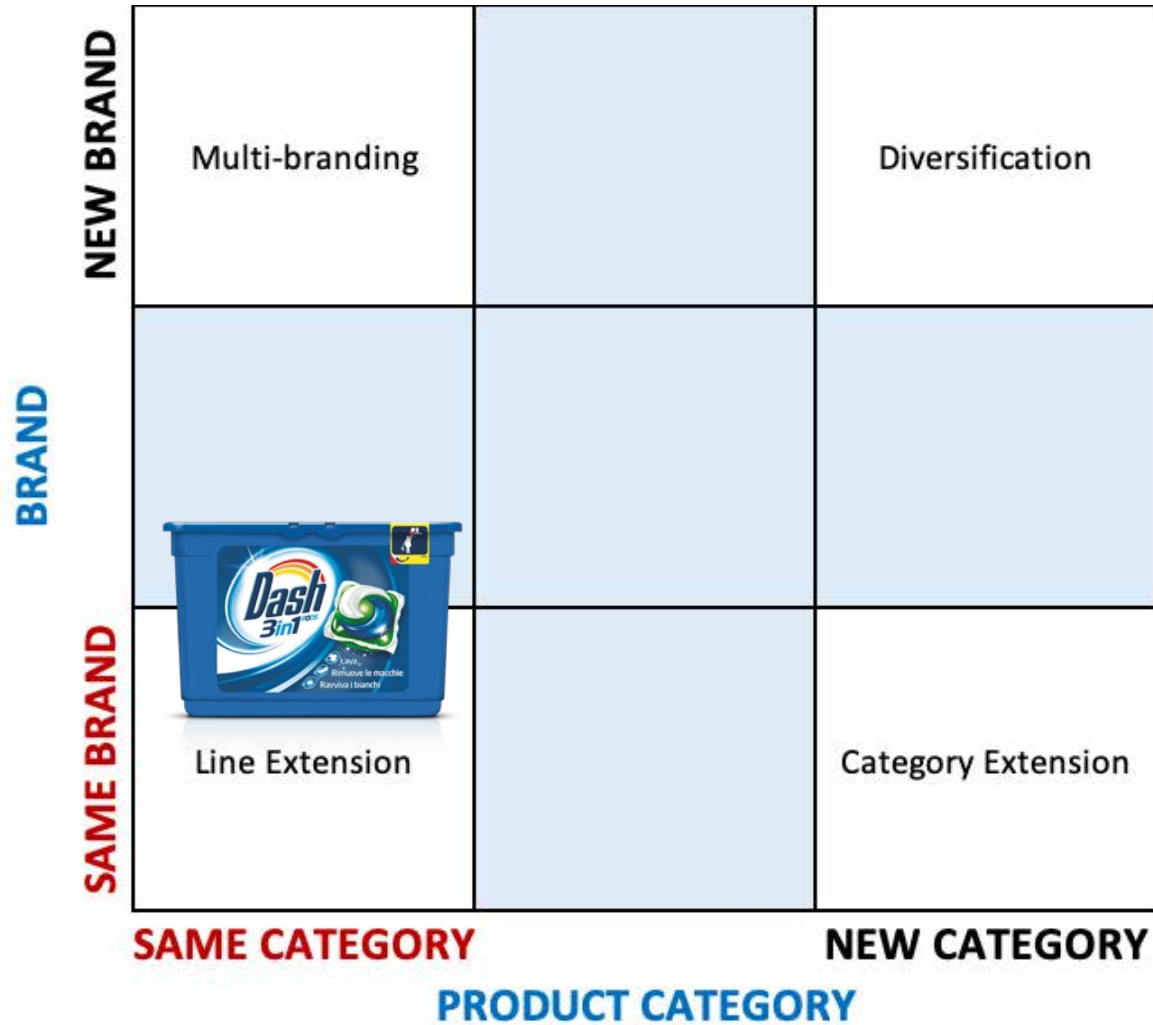 NEW BRAND
Multi-branding
Diversification
BRAND
Dash
3in1 PODS
Lava
Rimuove le macchie
Ravviva i bianchi
SAME BRAND
Line Extension
Category Extension
SAME CATEGORY
NEW CATEGORY
PRODUCT CATEGORY